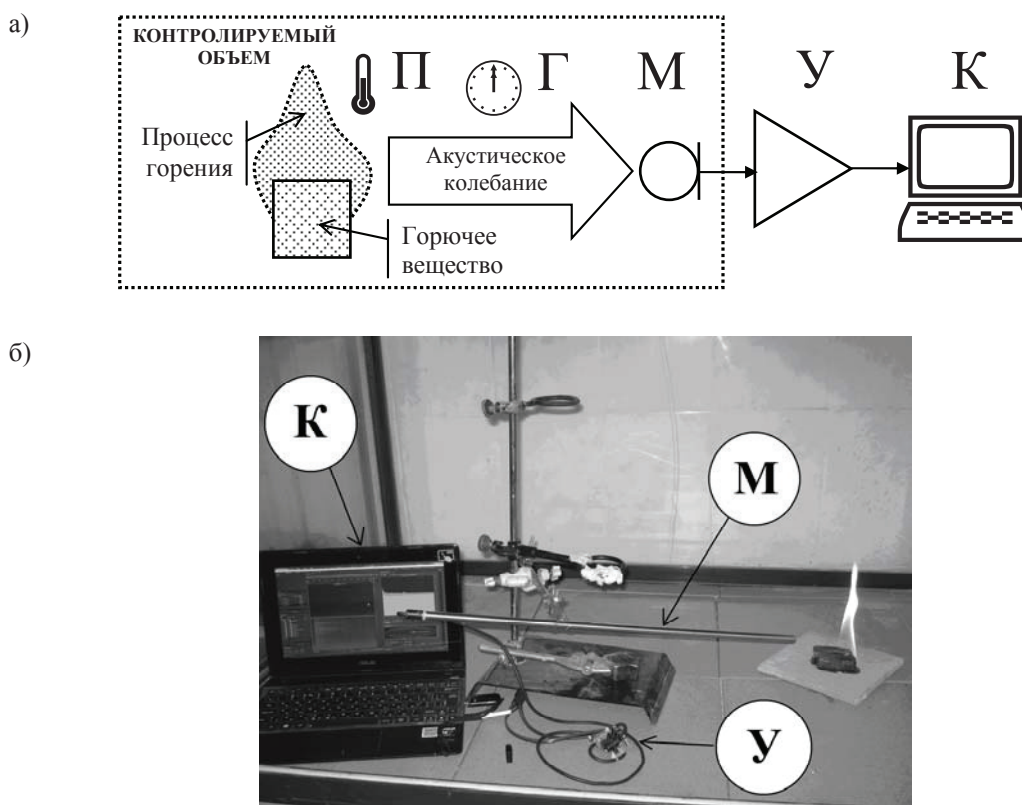 а)
КОНТРОЛИРУЕМЫЙ
ОБЪЕМ
П Г М У К
Процесс
горения
Акустическое
колебание
Горючее
вещество
б)
К
М
У